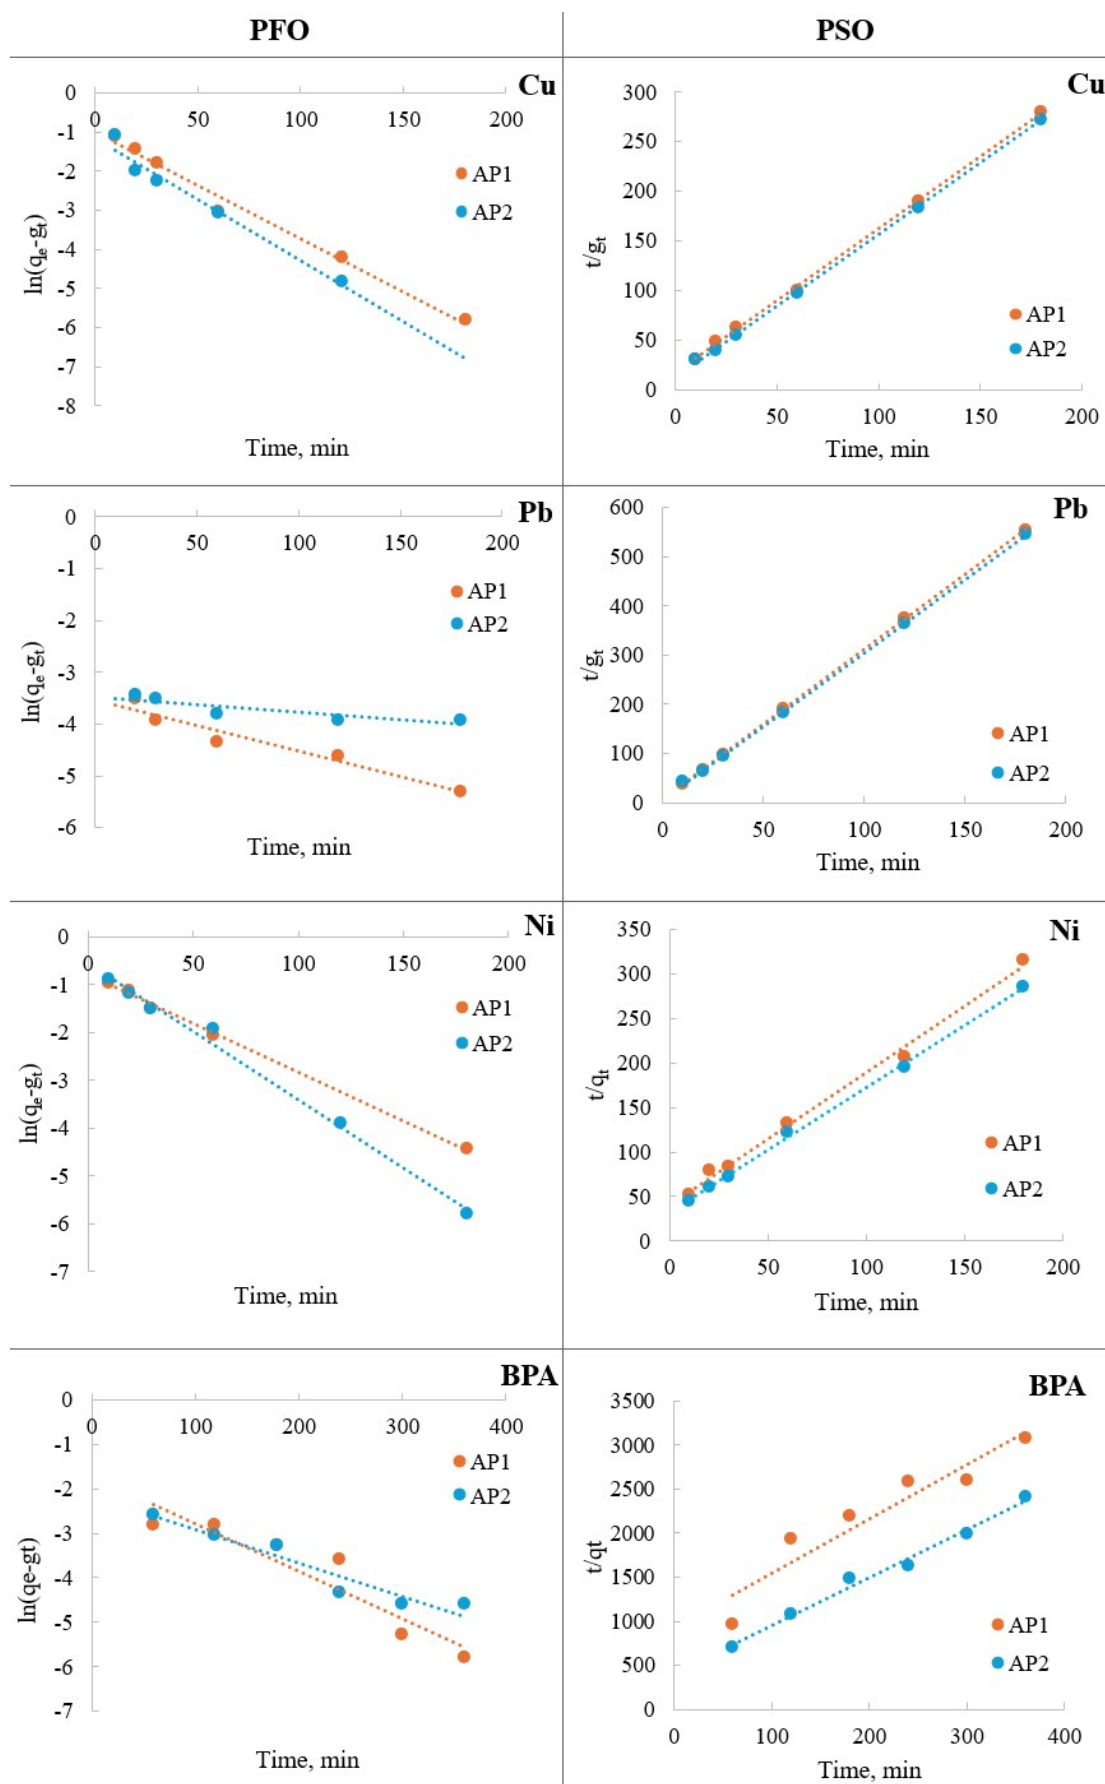 PFO
PSO
Cu
0
0 50 100 150 200
-1
-2
-3
-4
-5
-6
-7
-8
ln(qₑ-gₜ)
AP1
AP2
Time, min
Cu
300
250
200
150
100
50
0
0 50 100 150 200
t/gₜ
AP1
AP2
Time, min
Pb
0
0 50 100 150 200
-1
-2
-3
-4
-5
-6
ln(qₑ-gₜ)
AP1
AP2
Time, min
Pb
600
500
400
300
200
100
0
0 50 100 150 200
t/gₜ
AP1
AP2
Time, min
Ni
0
0 50 100 150 200
-1
-2
-3
-4
-5
-6
-7
ln(qₑ-gₜ)
AP1
AP2
Time, min
Ni
350
300
250
200
150
100
50
0
0 50 100 150 200
t/qₜ
AP1
AP2
Time, min
BPA
0
0 100 200 300 400
-1
-2
-3
-4
-5
-6
-7
ln(qe-gt)
AP1
AP2
Time, min
BPA
3500
3000
2500
2000
1500
1000
500
0
0 100 200 300 400
t/qt
AP1
AP2
Time, min